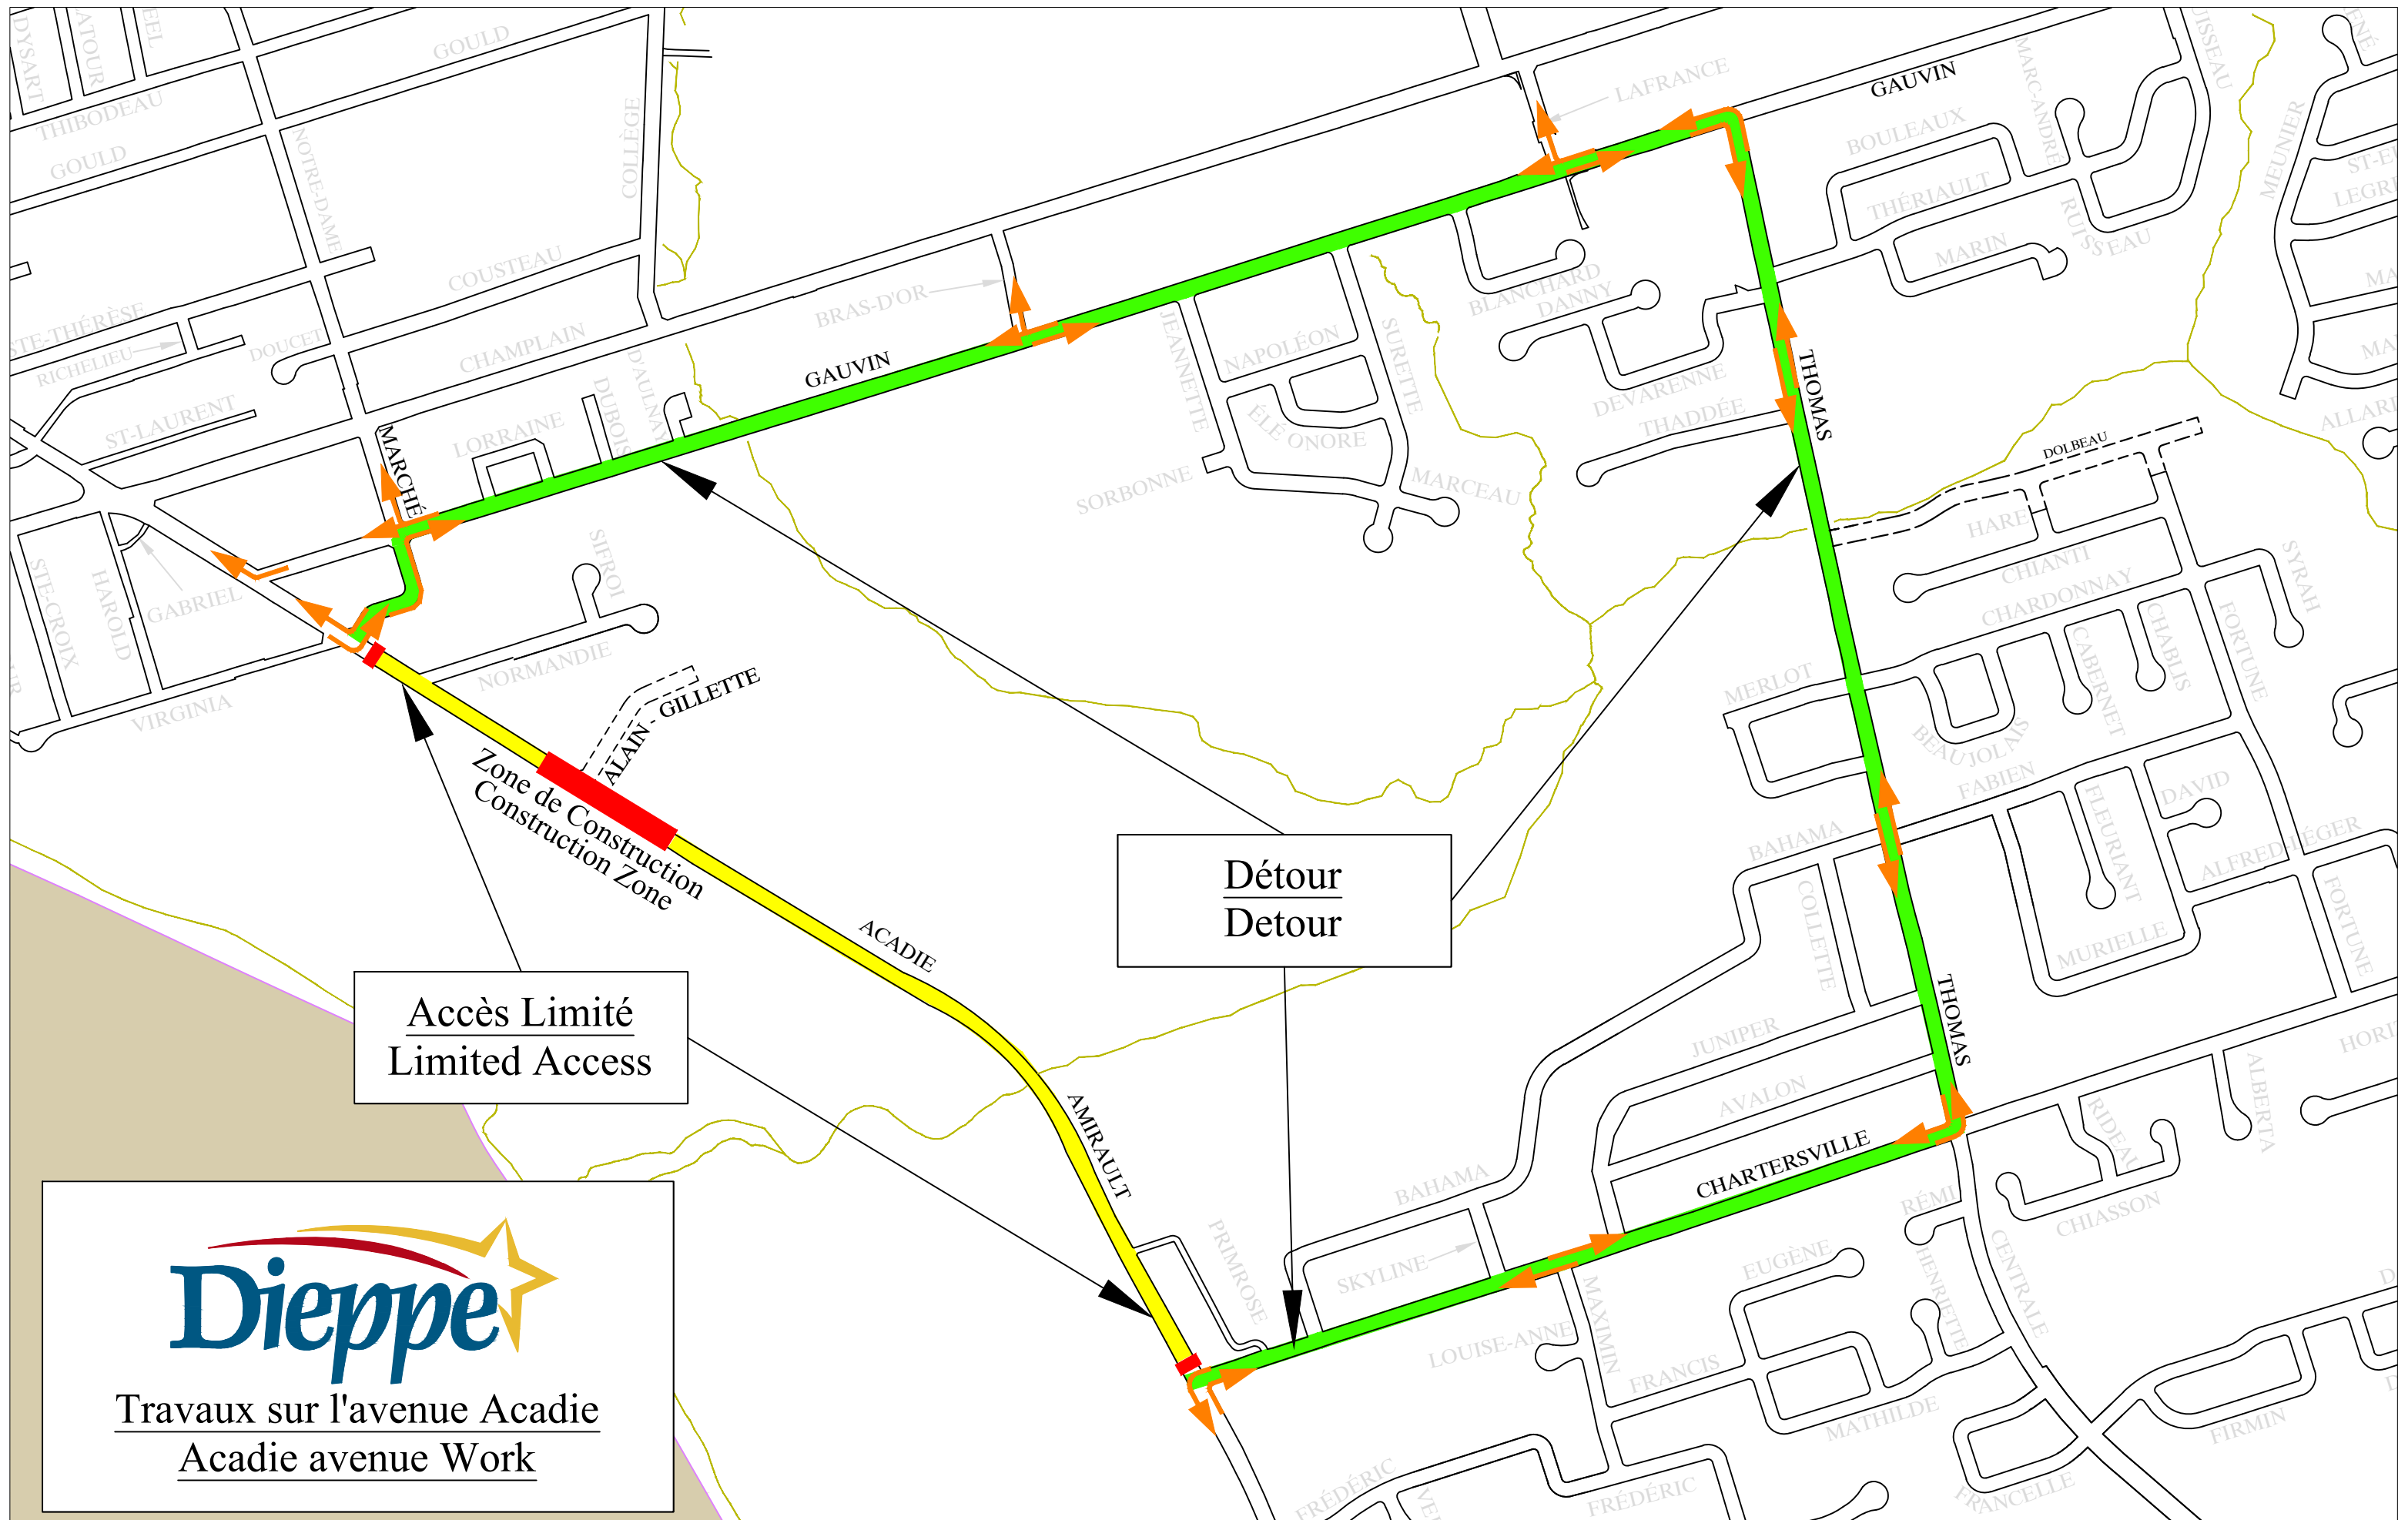 DYSART
GOULD
THIBODEAU
GOULD
NOTRE-DAME
COLLÈGE
LAFRANCE
GAUVIN
MARC-ANDRE
BOULEAUX
THÉRIAULT
RUISSEAU
MARIN
MEUNIER
COUSTEAU
STE-THÉRÈSE
RICHELIEU
DOUCET
CHAMPLAIN
BRAS-D'OR
BLANCHARD
DANNY
ST-LAURENT
LORRAINE
DUBOIS
D'AULNAY
GAUVIN
JEANNETTE
NAPOLÉON
SURETTE
ÉLÉONORE
DEVARENNE
THADDÉE
THOMAS
DOLBEAU
MARCHÉ
SORBONNE
MARCEAU
HARE
CHIANTI
CHARDONNAY
SYRAH
STE-CROIX
HAROLD
GABRIEL
SIFROI
NORMANDIE
VIRGINIA
ALAIN - GILLETTE
MERLOT
CABERNET
CHABLIS
FORTUNE
BEAUJOLAIS
FABIEN
DAVID
FLEURIANT
BAHAMA
ALFRED-LÉGER
Zone de Construction
Construction Zone
Détour
Detour
COLLETTE
MURIELLE
FORTUNE
ACADIE
Accès Limité
Limited Access
THOMAS
JUNIPER
AVALON
AMIRAULT
CHARTERSVILLE
RIDEAU
ALBERTA
BAHAMA
PRIMROSE
SKYLINE
RÉMI
CHIASSON
EUGÈNE
HENRIETTE
CENTRALE
LOUISE-ANNE
MAXIMIN
FRANCIS
MATHILDE
FIRMIN
FRANCELLE
FRÉDÉRIC
FRÉDÉRIC
Dieppe
Travaux sur l'avenue Acadie
Acadie avenue Work